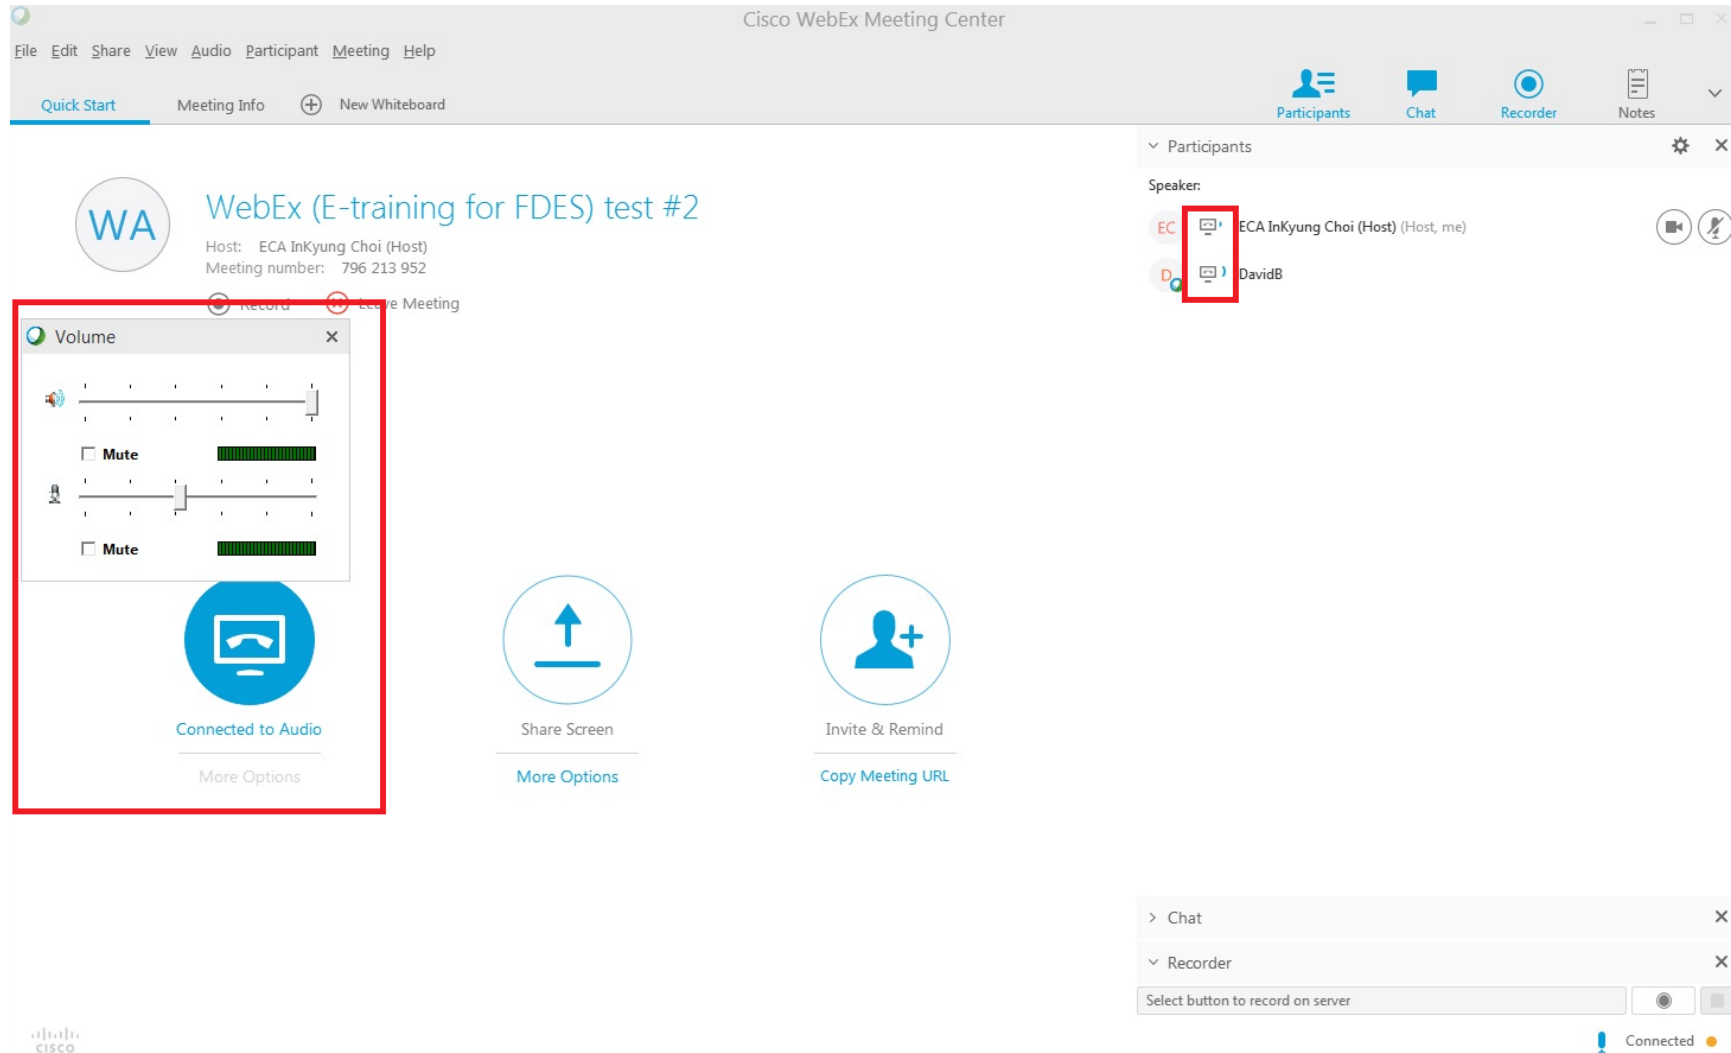 Cisco WebEx Meeting Center
File Edit Share View Audio Participant Meeting Help
Quick Start Meeting Info New Whiteboard
Participants Chat Recorder Notes
Participants
Speaker:
EC ECA InKyung Choi (Host) (Host, me)
D DavidB
WA
WebEx (E-training for FDES) test #2
Host: ECA InKyung Choi (Host)
Meeting number: 796 213 952
Record Leave Meeting
Volume
Mute
Mute
Connected to Audio
More Options
Share Screen
More Options
Invite & Remind
Copy Meeting URL
Chat
Recorder
Select button to record on server
Connected
CISCO